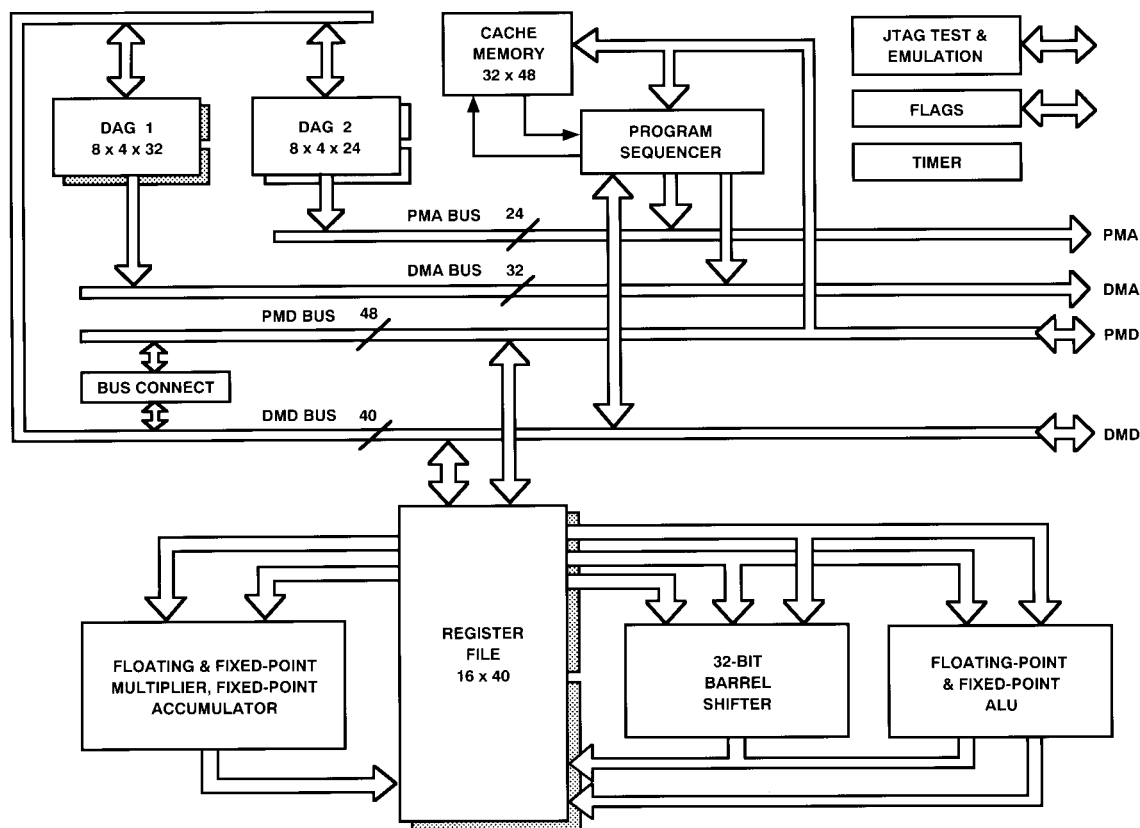 CACHE
MEMORY
32 x 48
JTAG TEST &
EMULATION
DAG 1
8 x 4 x 32
DAG 2
8 x 4 x 24
PROGRAM
SEQUENCER
FLAGS
TIMER
PMA BUS 24
PMA
DMA BUS 32
DMA
PMD BUS 48
PMD
BUS CONNECT
DMD BUS 40
DMD
FLOATING & FIXED-POINT
MULTIPLIER, FIXED-POINT
ACCUMULATOR
REGISTER
FILE
16 x 40
32-BIT
BARREL
SHIFTER
FLOATING-POINT
& FIXED-POINT
ALU